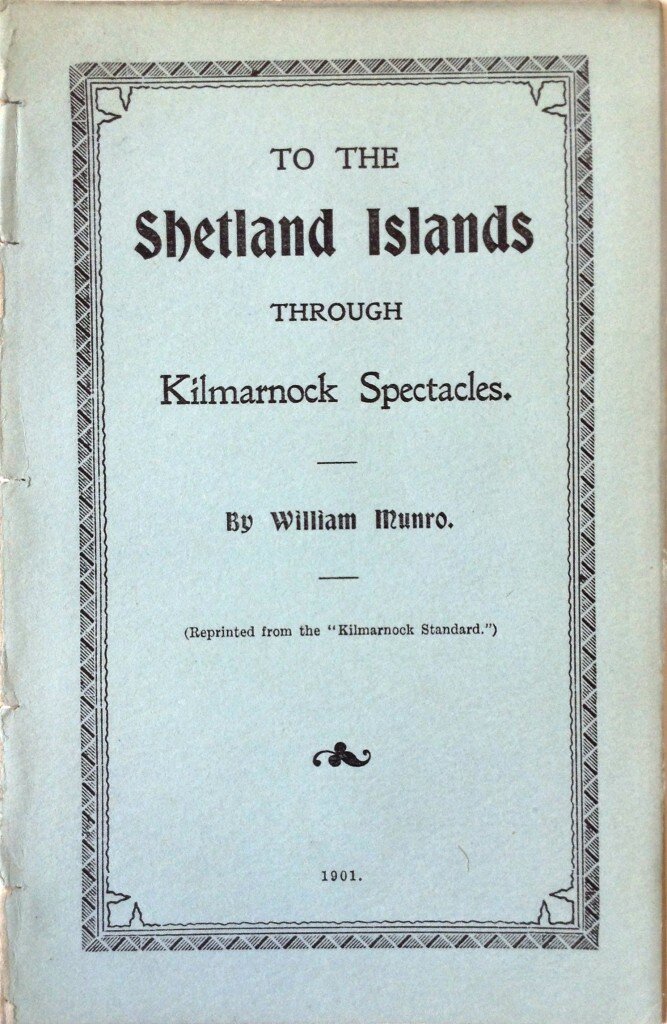 TO THE
Shetland Islands
THROUGH
Kilmarnock Spectacles.
By William Munro.
(Reprinted from the "Kilmarnock Standard.")
1901.